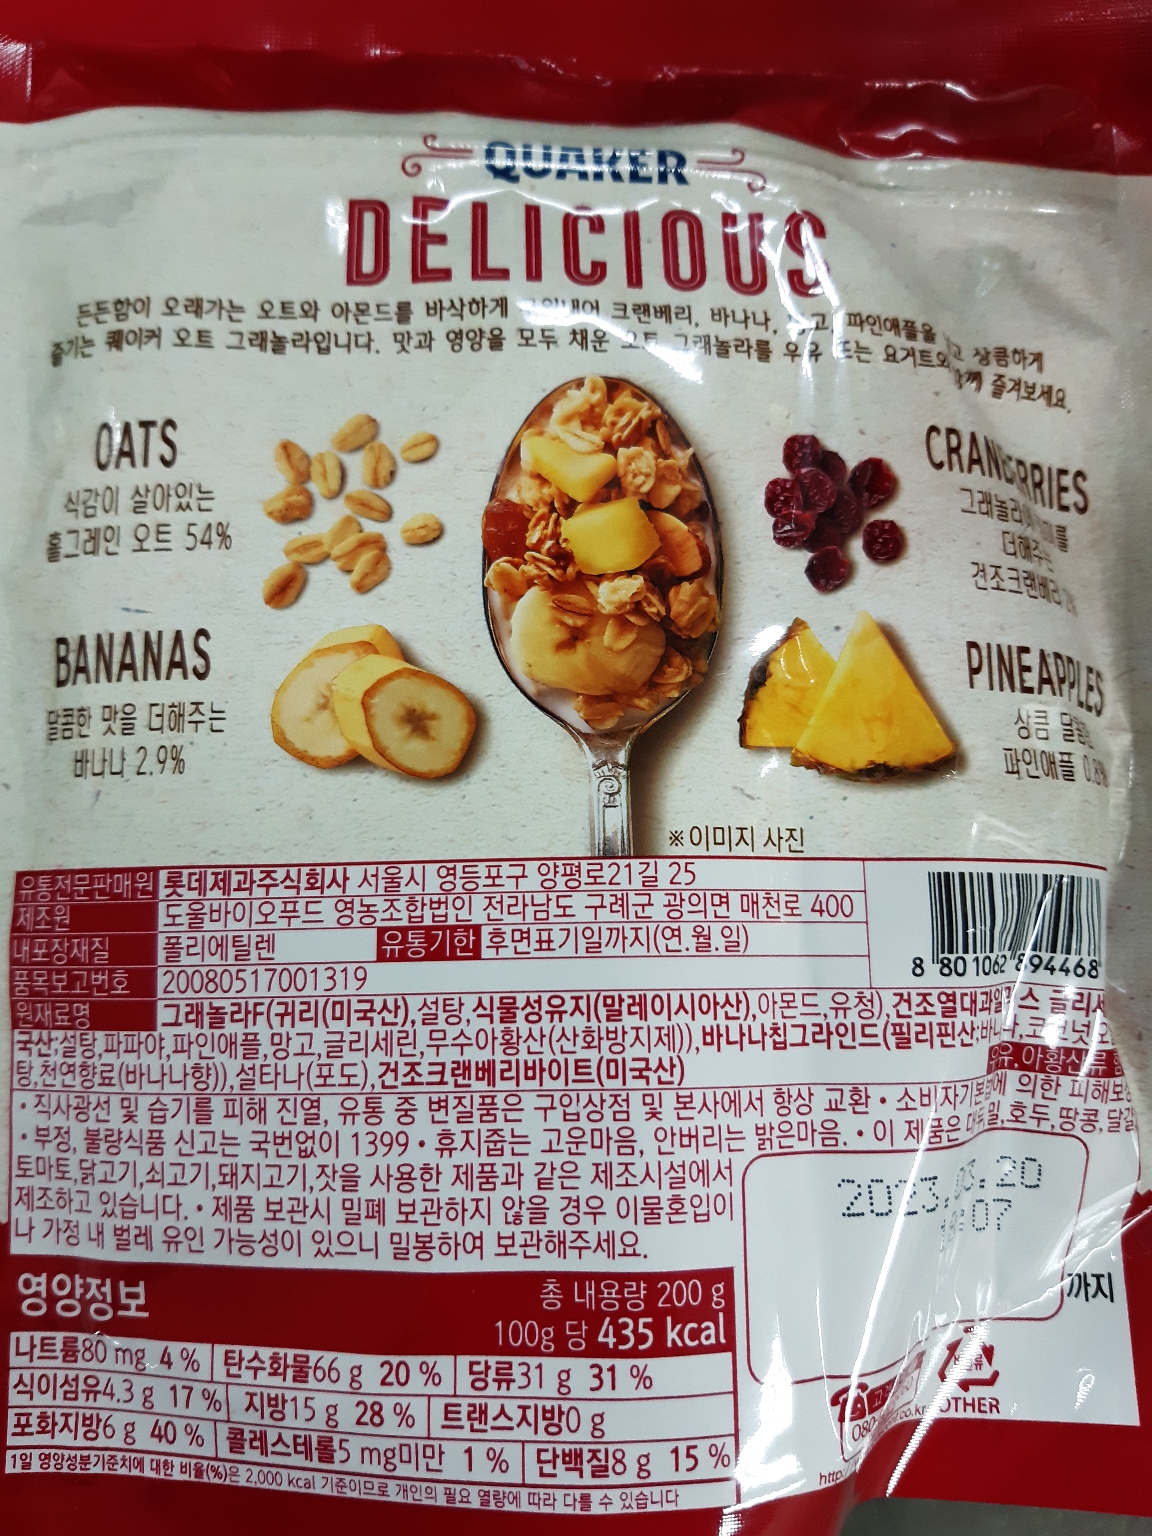 QUAKER
DELICIOUS
든든함이 오래가는 오트와 아몬드를 바삭하게 크랜베리, 바나나, 파인애플을 상큼하게
즐기는 퀘이커 오트 그래놀라입니다. 맛과 영양을 모두 채운 오트 그래놀라를 우유 또는 요거트와
함께 즐겨보세요.
OATS
식감이 살아있는
홀그레인 오트 54%
CRANBERRIES
더해주는
건조크랜베리
BANANAS
달콤한 맛을 더해주는
바나나 2.9%
PINEAPPLES
상큼
파인애플
※이미지 사진
유통전문판매원 롯데제과주식회사 서울시 영등포구 양평로21길 25
제조원 도울바이오푸드 영농조합법인 전라남도 구례군 광의면 매천로 400
내포장재질 폴리에틸렌 유통기한 후면표기일까지(연.월.일)
품목보고번호 20080517001319
8 801062 894468
원재료명 그래놀라F(귀리(미국산),설탕,식물성유지(말레이시아산),아몬드,유청),건조열대과일
국산;설탕,파파야,파인애플,망고,글리세린,무수아황산(산화방지제)),바나나칩그라인드(필리핀산;
탕,천연향료(바나나향)),설타나(포도),건조크랜베리바이트(미국산) 우유,아황산류
•직사광선 및 습기를 피해 진열, 유통 중 변질품은 구입상점 및 본사에서 항상 교환 • 소비자기본법에 의한
•부정, 불량식품 신고는 국번없이 1399 • 휴지줍는 고운마음, 안버리는 밝은마음. • 이 제품은 호두,땅콩,
토마토,닭고기,쇠고기,돼지고기,잣을 사용한 제품과 같은 제조시설에서
제조하고 있습니다. • 제품 보관시 밀폐 보관하지 않을 경우 이물혼입이
나 가정 내 벌레 유인 가능성이 있으니 밀봉하여 보관해주세요.
2023.03.20
07
까지
영양정보
총 내용량 200 g
100g 당 435 kcal
나트륨80 mg 4 % 탄수화물66 g 20 % 당류31 g 31 %
식이섬유4.3 g 17 % 지방15 g 28 % 트랜스지방0 g
포화지방6 g 40 % 콜레스테롤5 mg미만 1 % 단백질8 g 15 %
1일 영양성분기준치에 대한 비율(%)은 2,000 kcal 기준이므로 개인의 필요 열량에 따라 다를 수 있습니다
OTHER